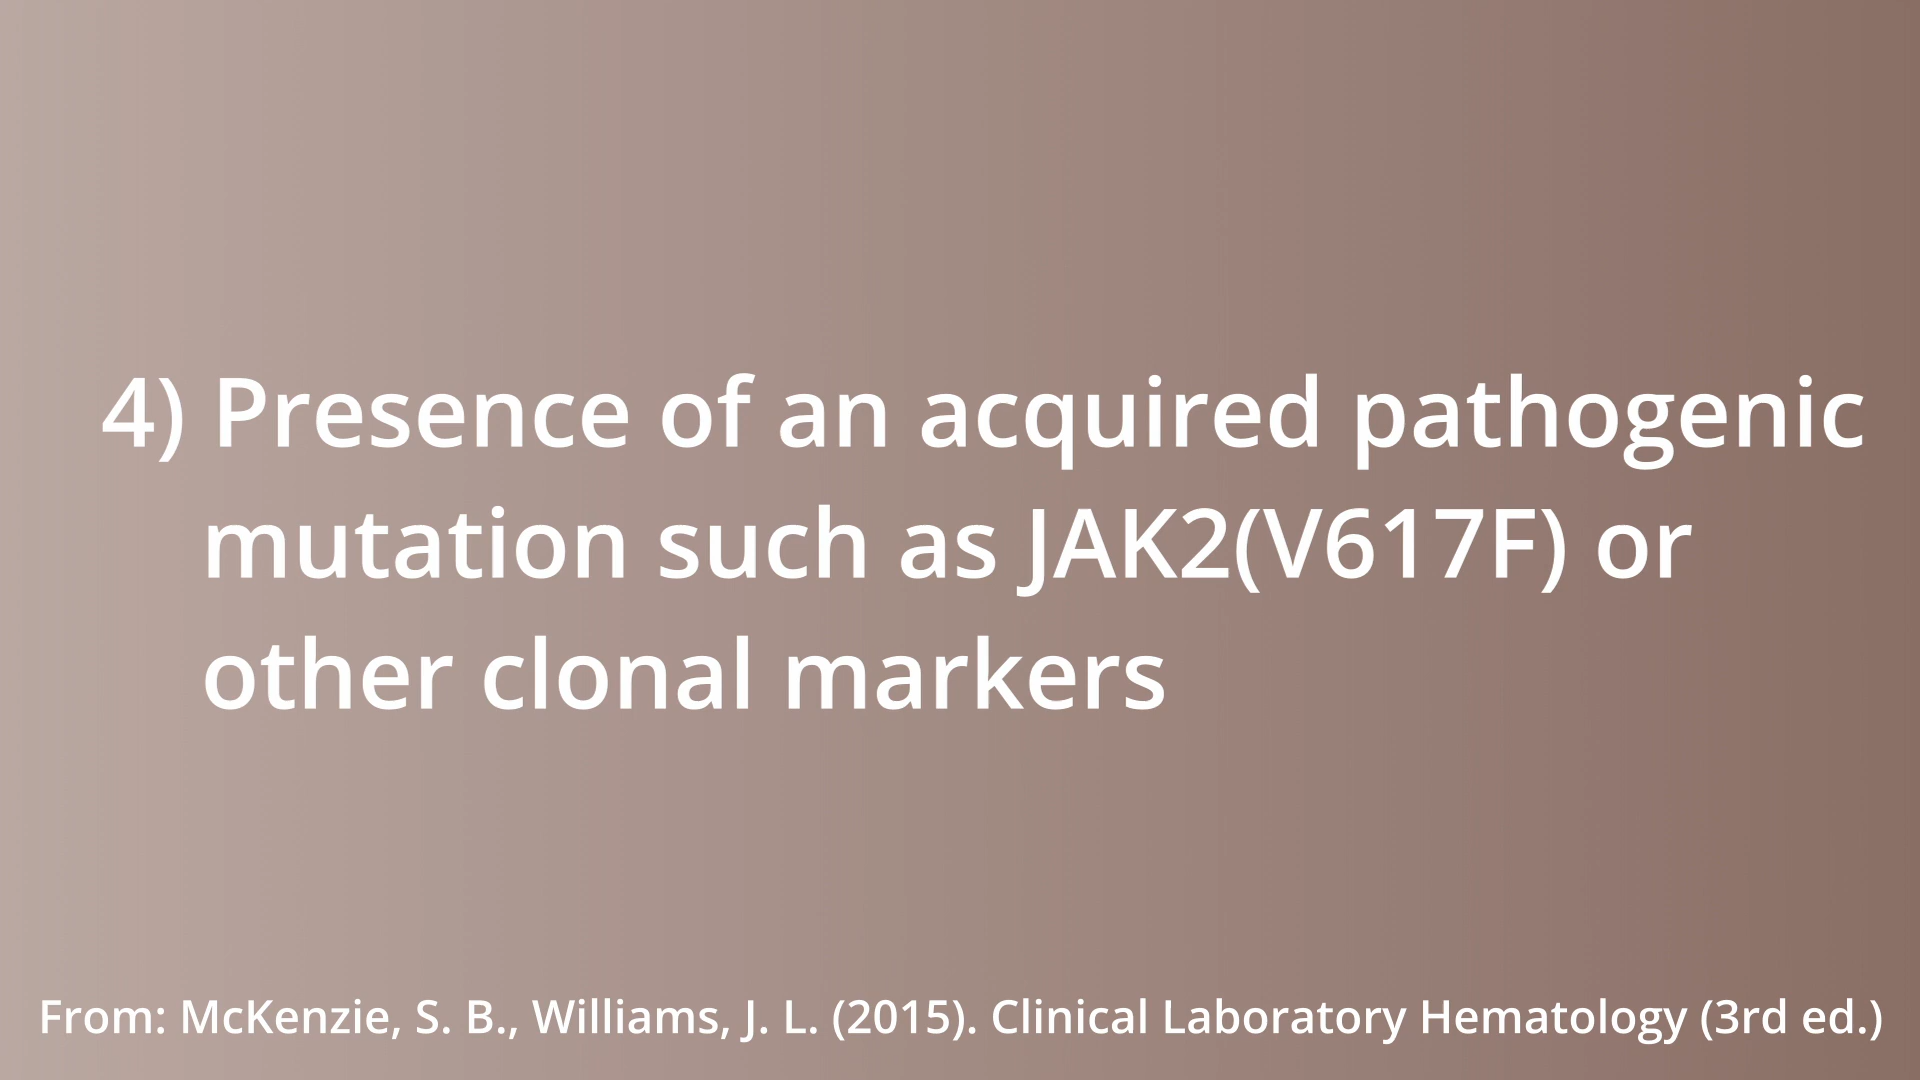 4) Presence of an acquired pathogenic
mutation such as JAK2(V617F) or
other clonal markers
From: McKenzie, S. B., Williams, J. L. (2015). Clinical Laboratory Hematology (3rd ed.)